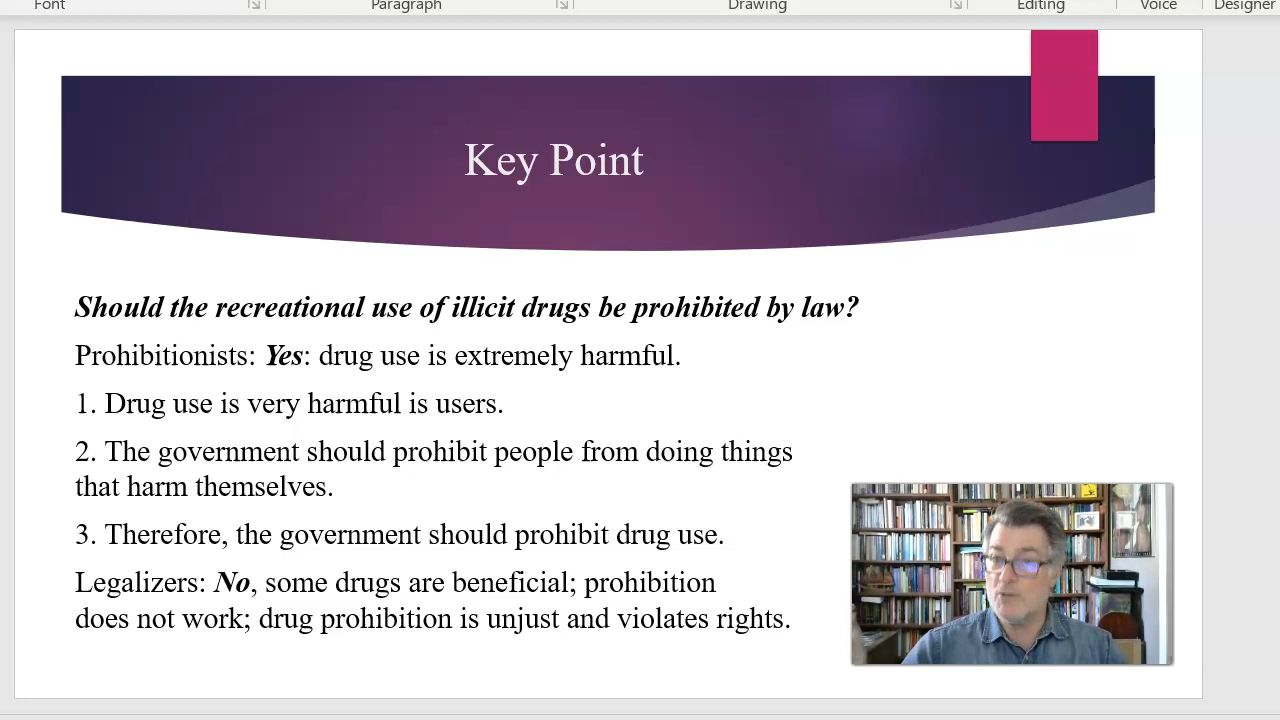 Font Paragraph Drawing Editing Voice Designer
Key Point
Should the recreational use of illicit drugs be prohibited by law?
Prohibitionists: Yes: drug use is extremely harmful.
1. Drug use is very harmful is users.
2. The government should prohibit people from doing things
that harm themselves.
3. Therefore, the government should prohibit drug use.
Legalizers: No, some drugs are beneficial; prohibition
does not work; drug prohibition is unjust and violates rights.